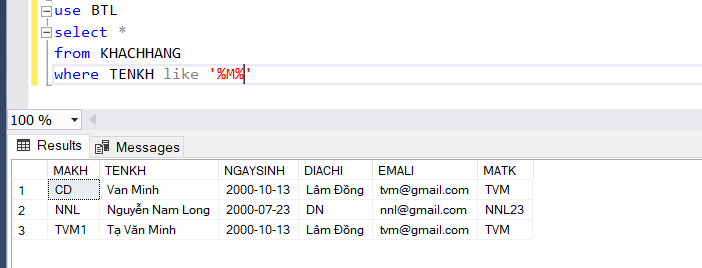 use BTL
select *
from KHACHHANG
where TENKH like '%M%'
100 %
Results Messages
MAKH TENKH NGAYSINH DIACHI EMALI MATK
1 CD Van Minh 2000-10-13 Lâm Đồng tvm@gmail.com TVM
2 NNL Nguyễn Nam Long 2000-07-23 DN nnl@gmail.com NNL23
3 TVM1 Tạ Văn Minh 2000-10-13 Lâm Đồng tvm@gmail.com TVM